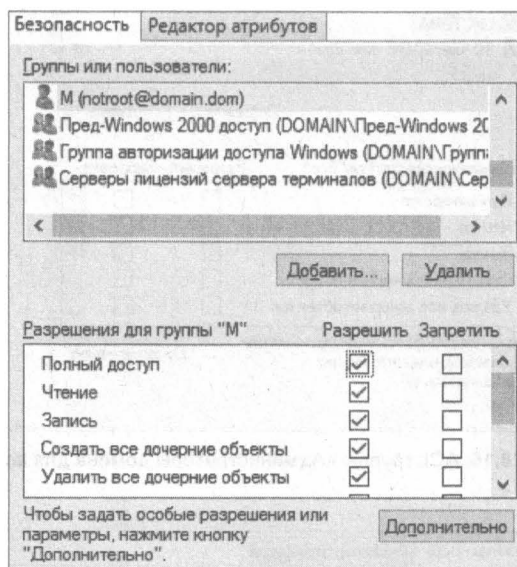 Безопасность Редактор атрибутов
Группы или пользователи:
М (notroot@domain.dom)
Пред-Windows 2000 доступ (DOMAIN\Пред-Windows 20
Группа авторизации доступа Windows (DOMAIN\Групп
Серверы лицензий сервера терминалов (DOMAIN\Сер
Добавить... Удалить
Разрешения для группы "М" Разрешить Запретить
Полный доступ
Чтение
Запись
Создать все дочерние объекты
Удалить все дочерние объекты
Чтобы задать особые разрешения или
параметры, нажмите кнопку Дополнительно
"Дополнительно".